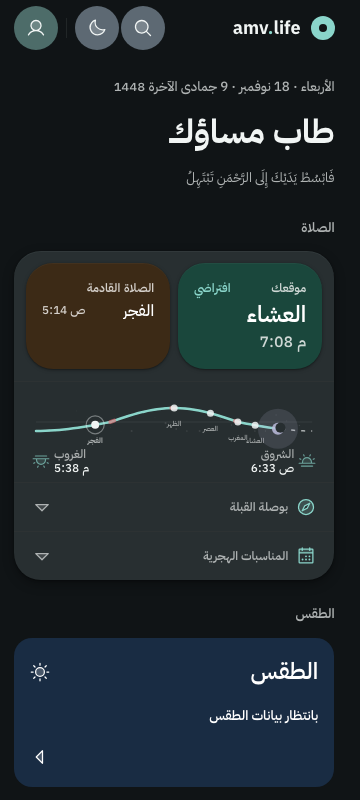 amv.life
الأربعاء · 18 نوفمبر · 9 جمادى الآخرة 1448
طاب مساؤك
فَابْسُطْ يَدَيْكَ إِلَى الرَّحْمَنِ تَبْتَهِلُ
الصلاة
موقعك افتراضي
العشاء
7:08 م
الصلاة القادمة
الفجر 5:14 ص
الفجر
الظهر
العصر
المغرب
العشاء
الشروق
6:33 ص
الغروب
5:38 م
بوصلة القبلة
المناسبات الهجرية
الطقس
الطقس
بانتظار بيانات الطقس